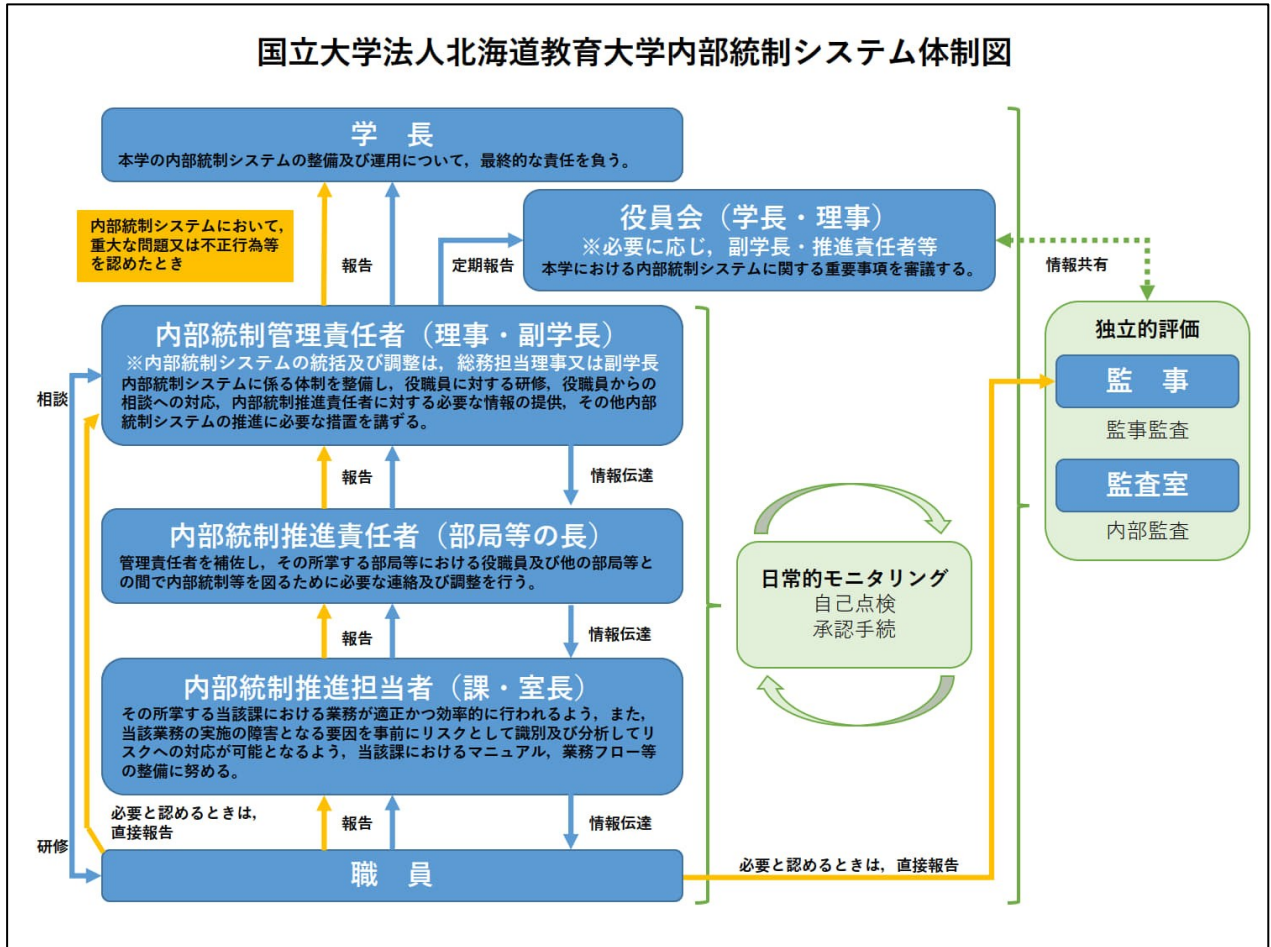 国立大学法人北海道教育大学内部統制システム体制図
学　長
本学の内部統制システムの整備及び運用について，最終的な責任を負う。
内部統制システムにおいて，
重大な問題又は不正行為等
を認めたとき
報告
定期報告
役員会（学長・理事）
※必要に応じ，副学長・推進責任者等
本学における内部統制システムに関する重要事項を審議する。
情報共有
内部統制管理責任者（理事・副学長）
※内部統制システムの統括及び調整は，総務担当理事又は副学長
内部統制システムに係る体制を整備し，役職員に対する研修，役職員からの
相談への対応，内部統制推進責任者に対する必要な情報の提供，その他内部
統制システムの推進に必要な措置を講ずる。
相談
独立的評価
監　事
監事監査
監査室
内部監査
報告
情報伝達
内部統制推進責任者（部局等の長）
管理責任者を補佐し，その所掌する部局等における役職員及び他の部局等と
の間で内部統制等を図るために必要な連絡及び調整を行う。
日常的モニタリング
自己点検
承認手続
報告
情報伝達
内部統制推進担当者（課・室長）
その所掌する当該課における業務が適正かつ効率的に行われるよう，また，
当該業務の実施の障害となる要因を事前にリスクとして識別及び分析してリ
スクへの対応が可能となるよう，当該課におけるマニュアル，業務フロー等
の整備に努める。
必要と認めるときは，
直接報告
報告
情報伝達
研修
職　員
必要と認めるときは，直接報告